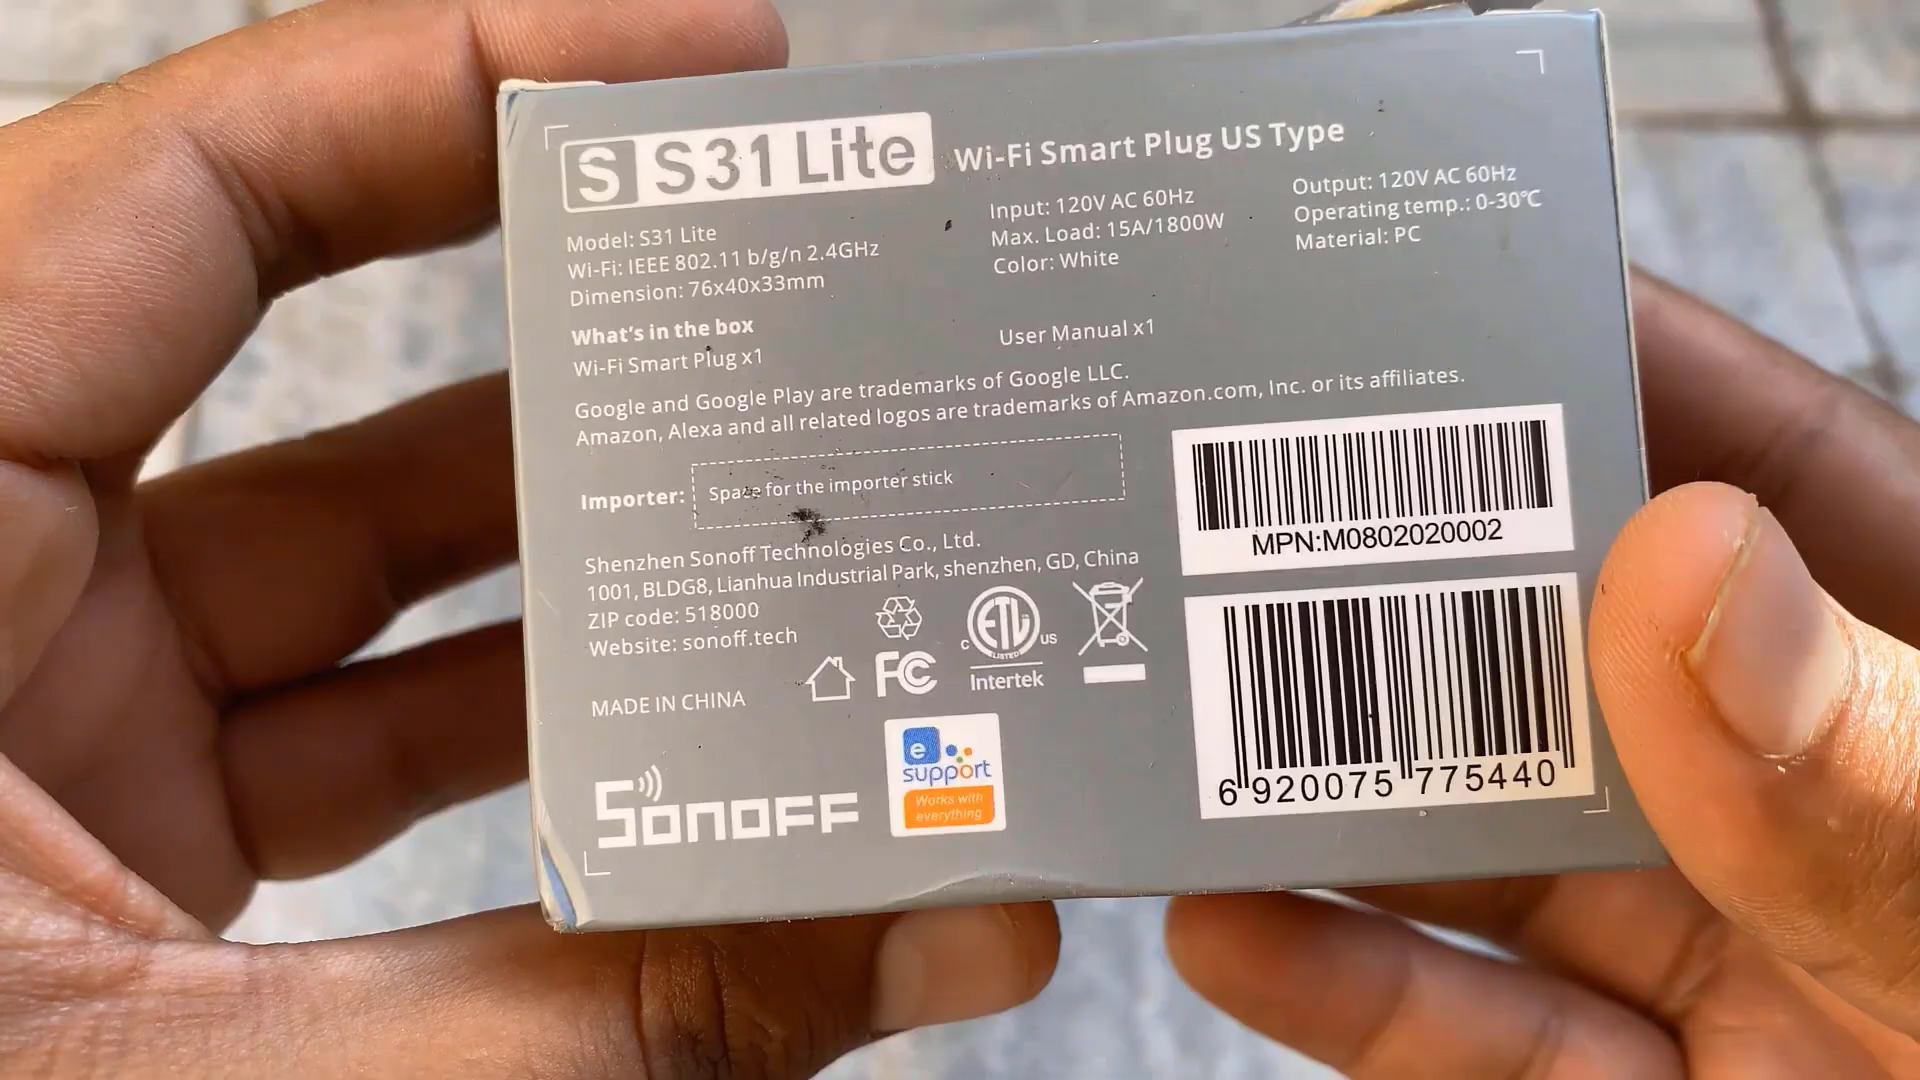 S S31 Lite Wi-Fi Smart Plug US Type
Model: S31 Lite
Wi-Fi: IEEE 802.11 b/g/n 2.4GHz
Dimension: 76x40x33mm
Input: 120V AC 60Hz
Max. Load: 15A/1800W
Color: White
Output: 120V AC 60Hz
Operating temp.: 0-30℃
Material: PC
What's in the box
Wi-Fi Smart Plug x1
User Manual x1
Google and Google Play are trademarks of Google LLC.
Amazon, Alexa and all related logos are trademarks of Amazon.com, Inc. or its affiliates.
Importer: Space for the importer stick
Shenzhen Sonoff Technologies Co., Ltd.
1001, BLDG8, Lianhua Industrial Park, shenzhen, GD, China
ZIP code: 518000
Website: sonoff.tech
MADE IN CHINA
FC
C ETL US
LISTED
Intertek
SONOFF
e
support
Works with
everything
MPN:M0802020002
6 920075 775440